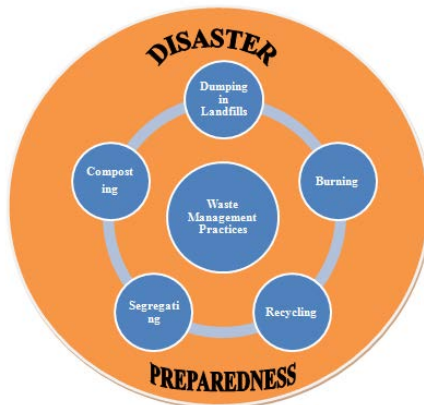 DISASTER
Dumping
in
Landfills
Compost
ing
Burning
Waste
Management
Practices
Segregati
ng
Recycling
PREPAREDNESS